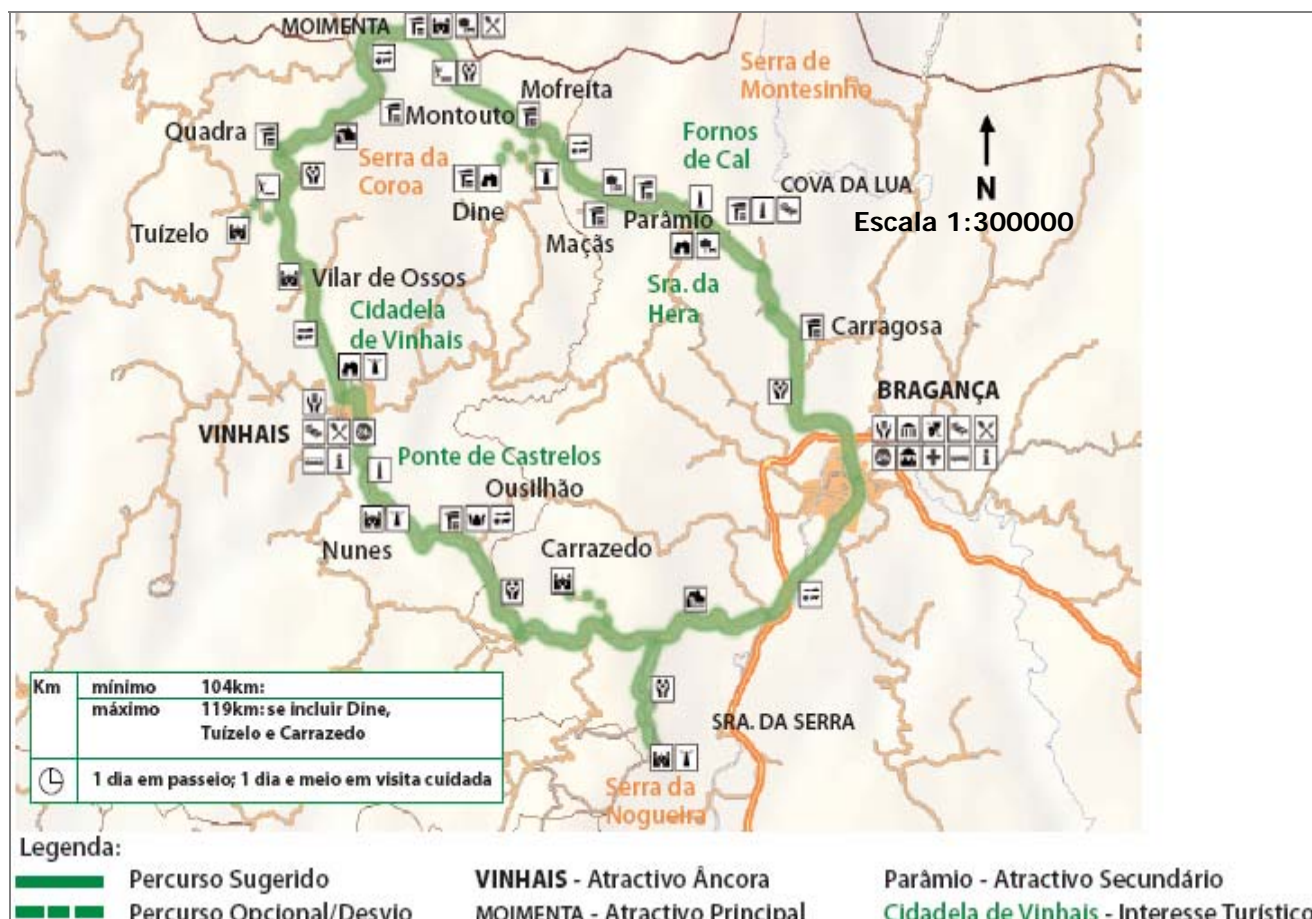 MOIMENTA
Serra de
Montesinho
Mofreita
Montouto
Quadra
Fornos
de Cal
Serra da
Coroa
COVA DA LUA
N
Escala 1:300000
Dine
Parâmio
Maçãs
Tuízelo
Vilar de Ossos
Sra. da
Hera
Cidadela
de Vinhais
Carragosa
BRAGANÇA
VINHAIS
Ponte de Castrelos
Ousilhão
Nunes
Carrazedo
SRA. DA SERRA
Serra da
Nogueira
Km mínimo 104km:
máximo 119km: se incluir Dine,
Tuízelo e Carrazedo
1 dia em passeio; 1 dia e meio em visita cuidada
Legenda:
Percurso Sugerido VINHAIS - Atractivo Âncora Parâmio - Atractivo Secundário
Percurso Opcional/Desvio MOIMENTA - Atractivo Principal Cidadela de Vinhais - Interesse Turístico